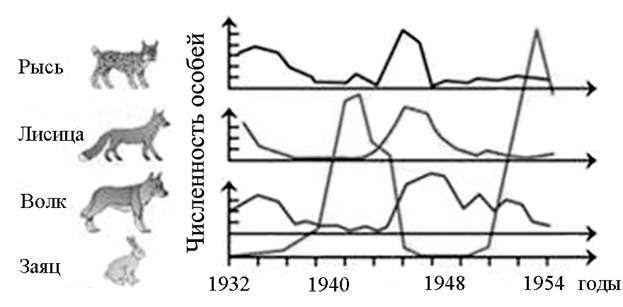 Рысь
Лисица
Волк
Заяц
Численность особей
1932 1940 1948 1954 годы